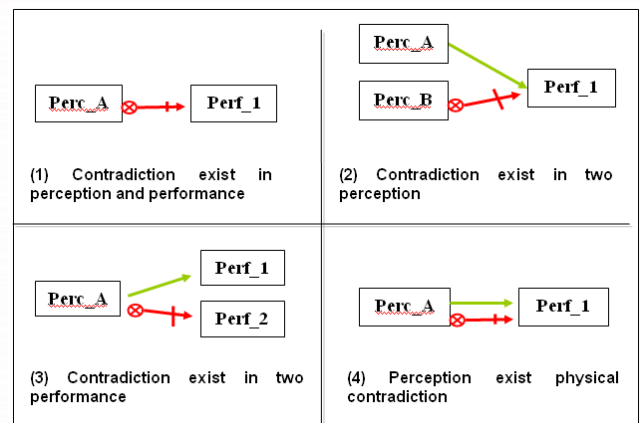 Perc_A
Perf_1
(1) Contradiction exist in
perception and performance
Perc_A
Perc_B
Perf_1
(2) Contradiction exist in two
perception
Perc_A
Perf_1
Perf_2
(3) Contradiction exist in two
performance
Perc_A
Perf_1
(4) Perception exist physical
contradiction